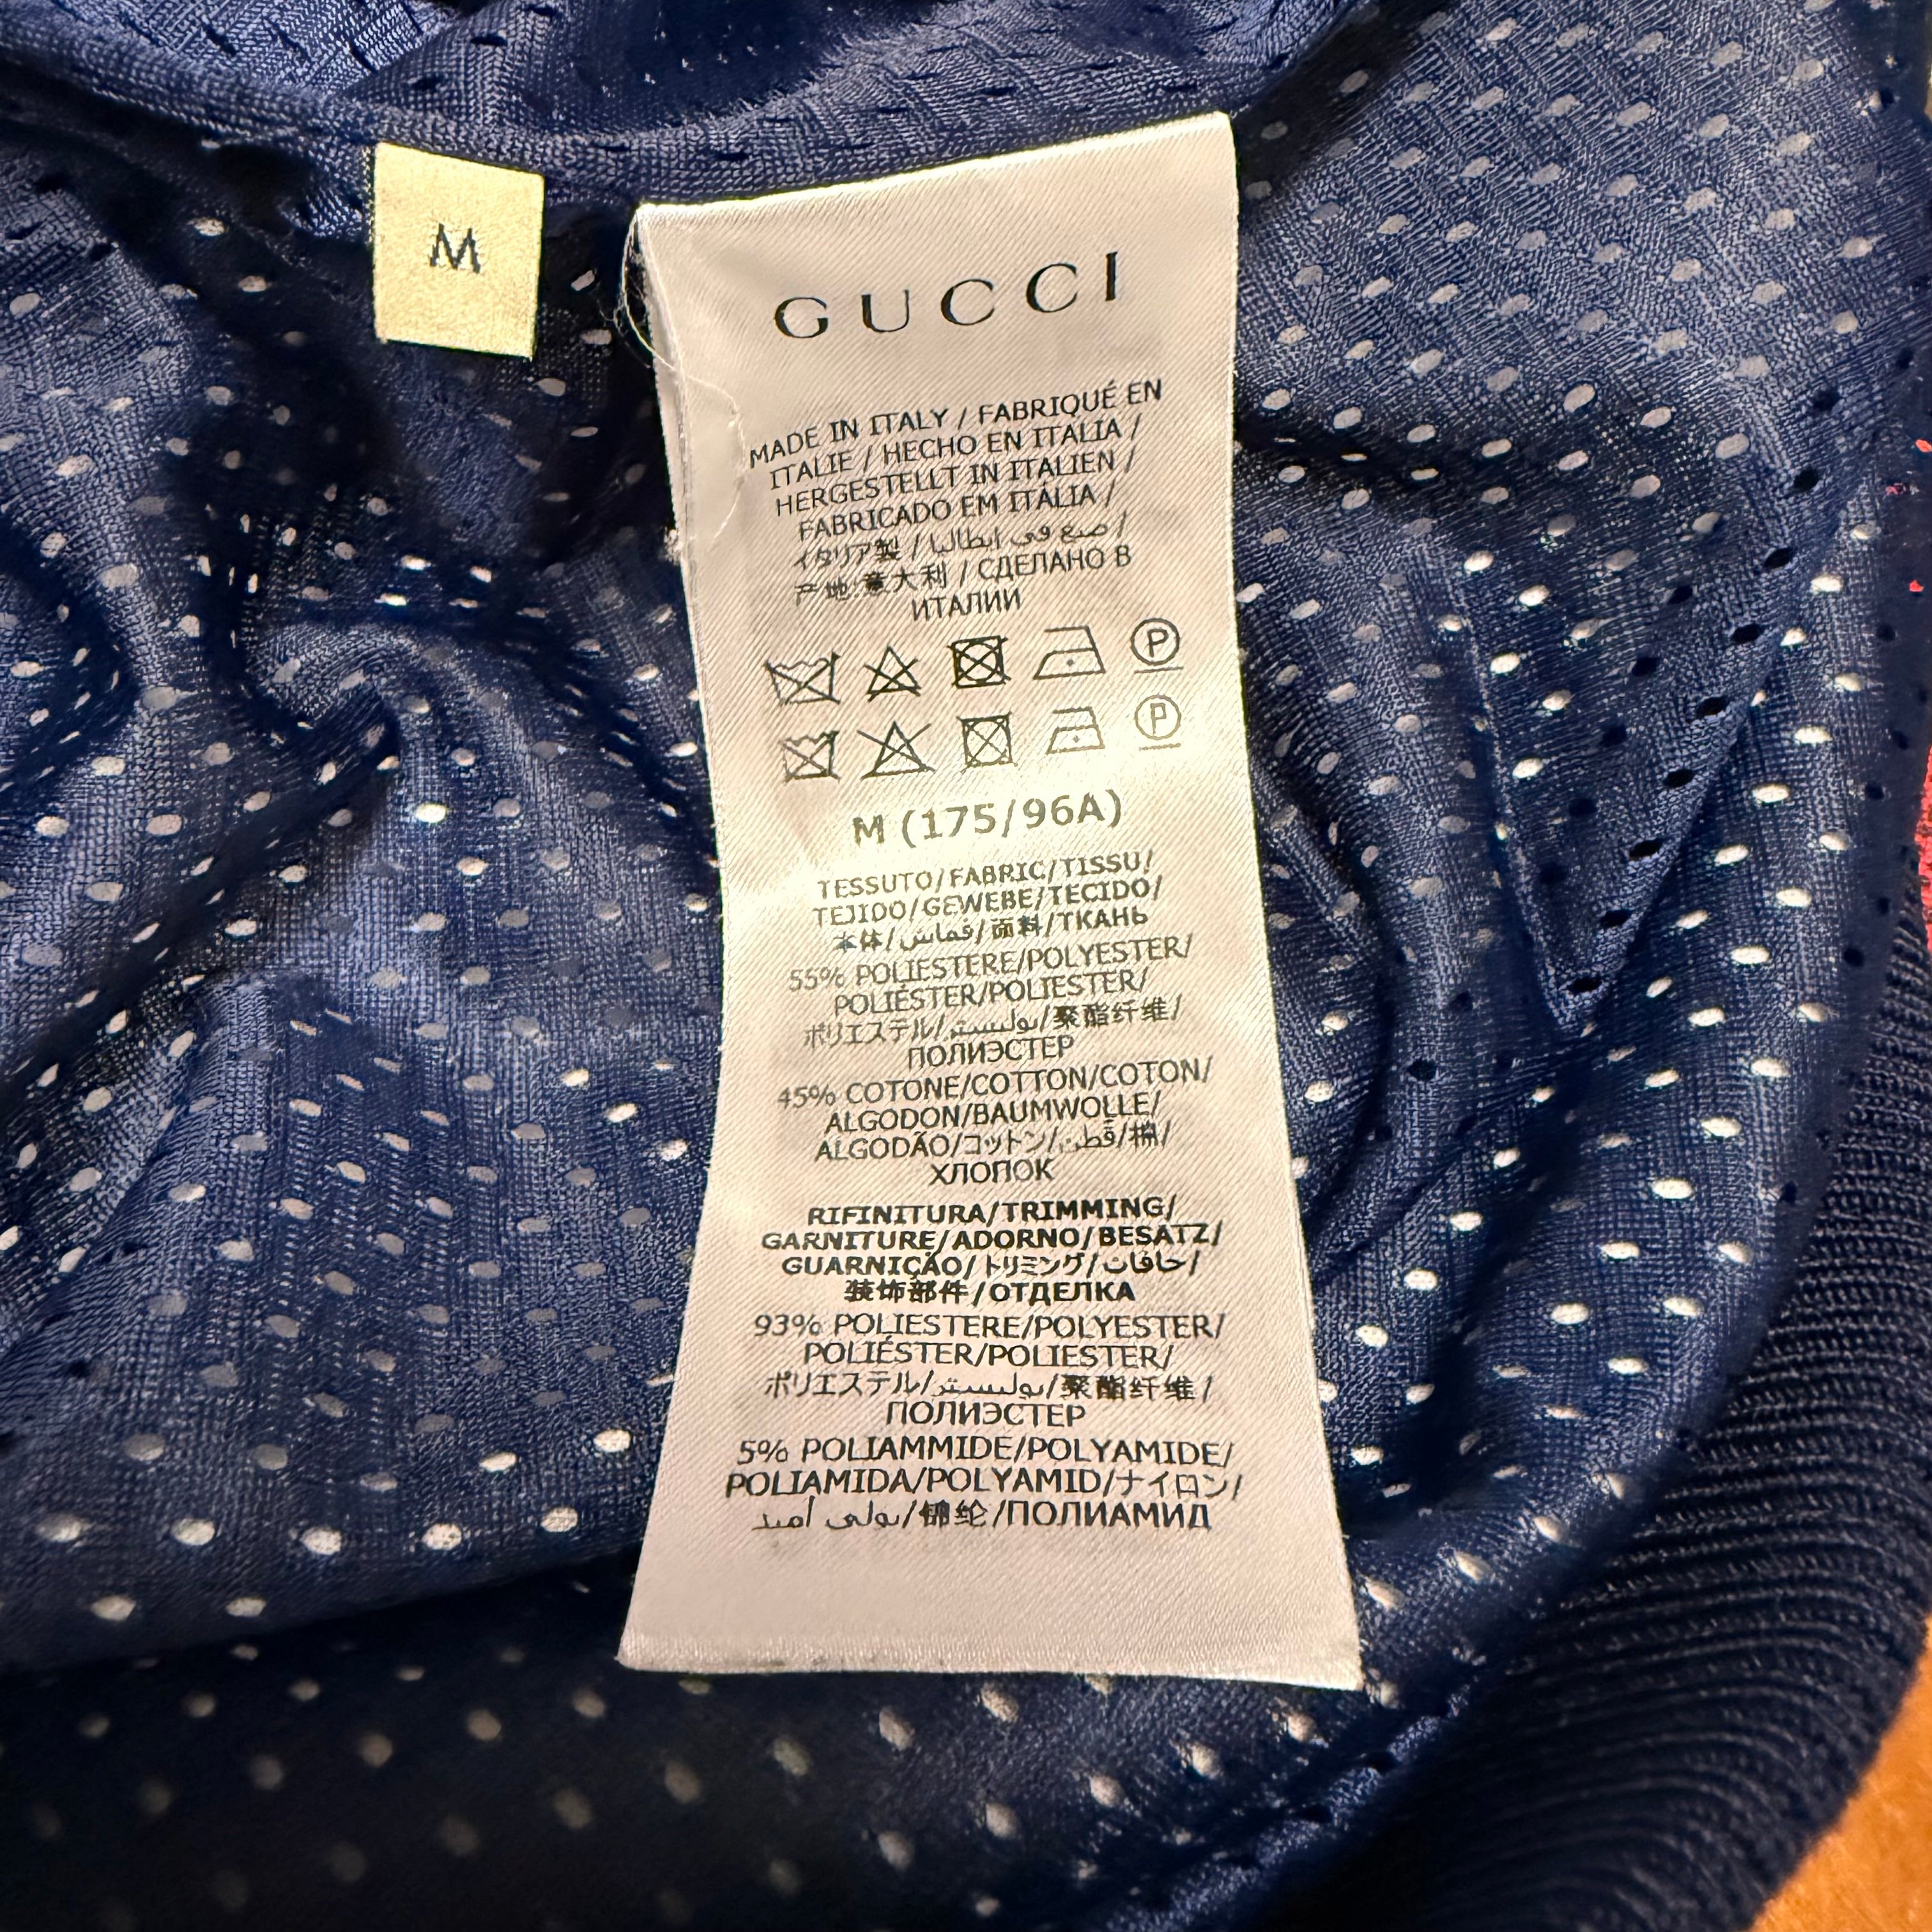 M
GUCCI
MADE IN ITALY / FABRIQUÉ EN
ITALIE / HECHO EN ITALIA /
HERGESTELLT IN ITALIEN /
FABRICADO EM ITÁLIA /
イタリア製 / صنع في ايطاليا /
产地:意大利 / СДЕЛАНО В
ИТАЛИИ
P
P
M (175/96A)
TESSUTO/FABRIC/TISSU/
TEJIDO/GEWEBE/TECIDO/
本体/قماش/面料/ТКАНЬ
55% POLIESTERE/POLYESTER/
POLIÉSTER/POLIESTER/
ポリエステル/بوليستر/聚酯纤维/
ПОЛИЭСТЕР
45% COTONE/COTTON/COTON/
ALGODON/BAUMWOLLE/
ALGODÃO/コットン/قطن/棉/
ХЛОПОК
RIFINITURA/TRIMMING/
GARNITURE/ADORNO/BESATZ/
GUARNIÇÃO/トリミング/حافات/
装饰部件/ОТДЕЛКА
93% POLIESTERE/POLYESTER/
POLIÉSTER/POLIESTER/
ポリエステル/بوليستر/聚酯纤维/
ПОЛИЭСТЕР
5% POLIAMMIDE/POLYAMIDE/
POLIAMIDA/POLYAMID/ナイロン/
بولي أميد/锦纶/ПОЛИАМИД